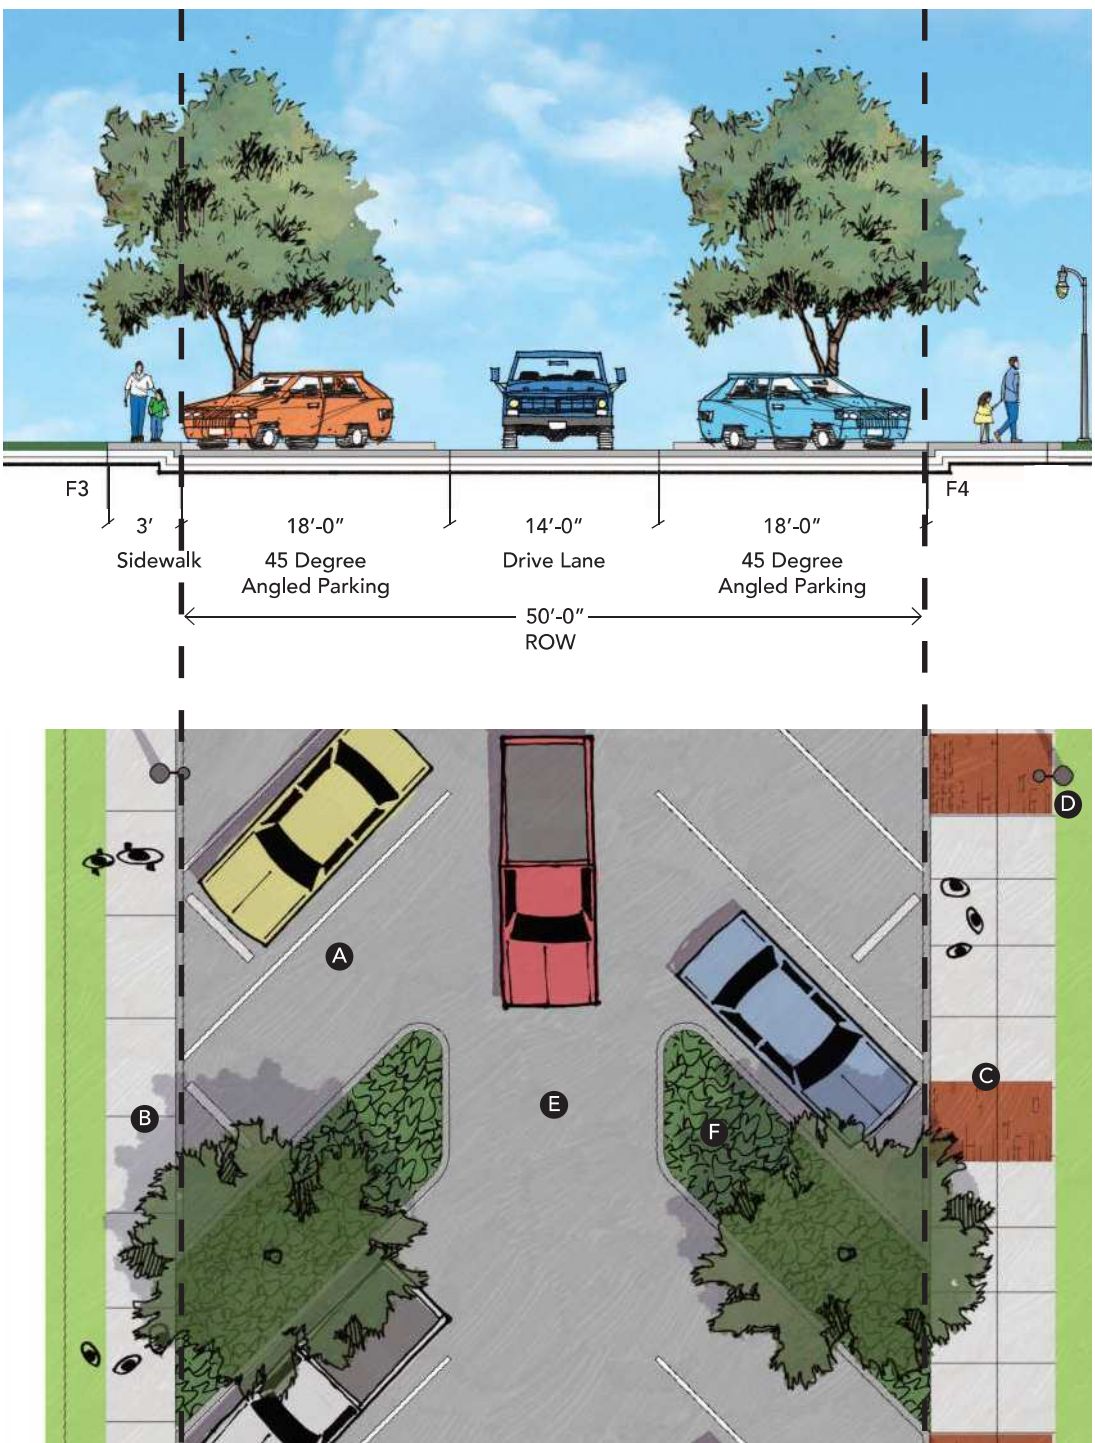 F3
F4
3' 18'-0" 14'-0" 18'-0"
Sidewalk 45 Degree Drive Lane 45 Degree
Angled Parking Angled Parking
50'-0"
ROW
D
A
C
B E F